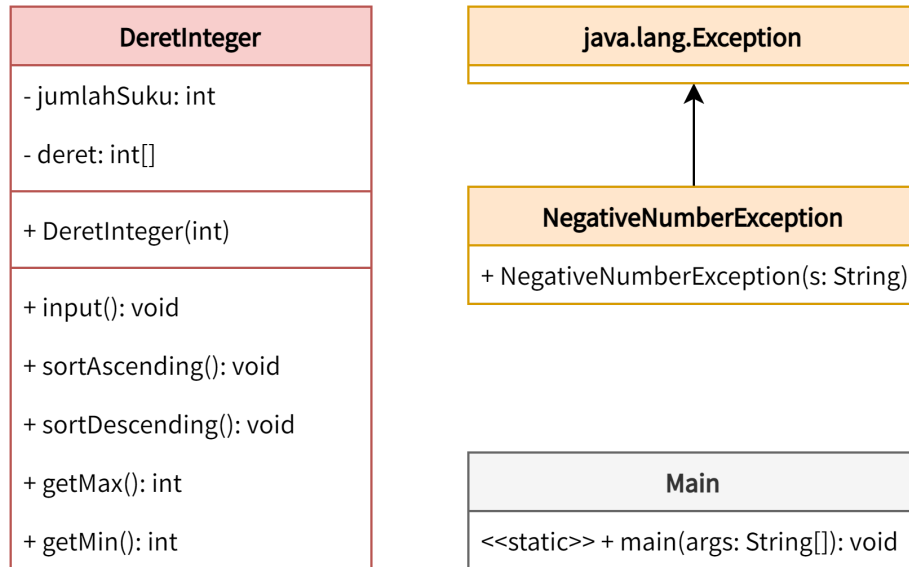 DeretInteger
- jumlahSuku: int
- deret: int[]
+ DeretInteger(int)
+ input(): void
+ sortAscending(): void
+ sortDescending(): void
+ getMax(): int
+ getMin(): int
java.lang.Exception
NegativeNumberException
+ NegativeNumberException(s: String)
Main
<<static>> + main(args: String[]): void